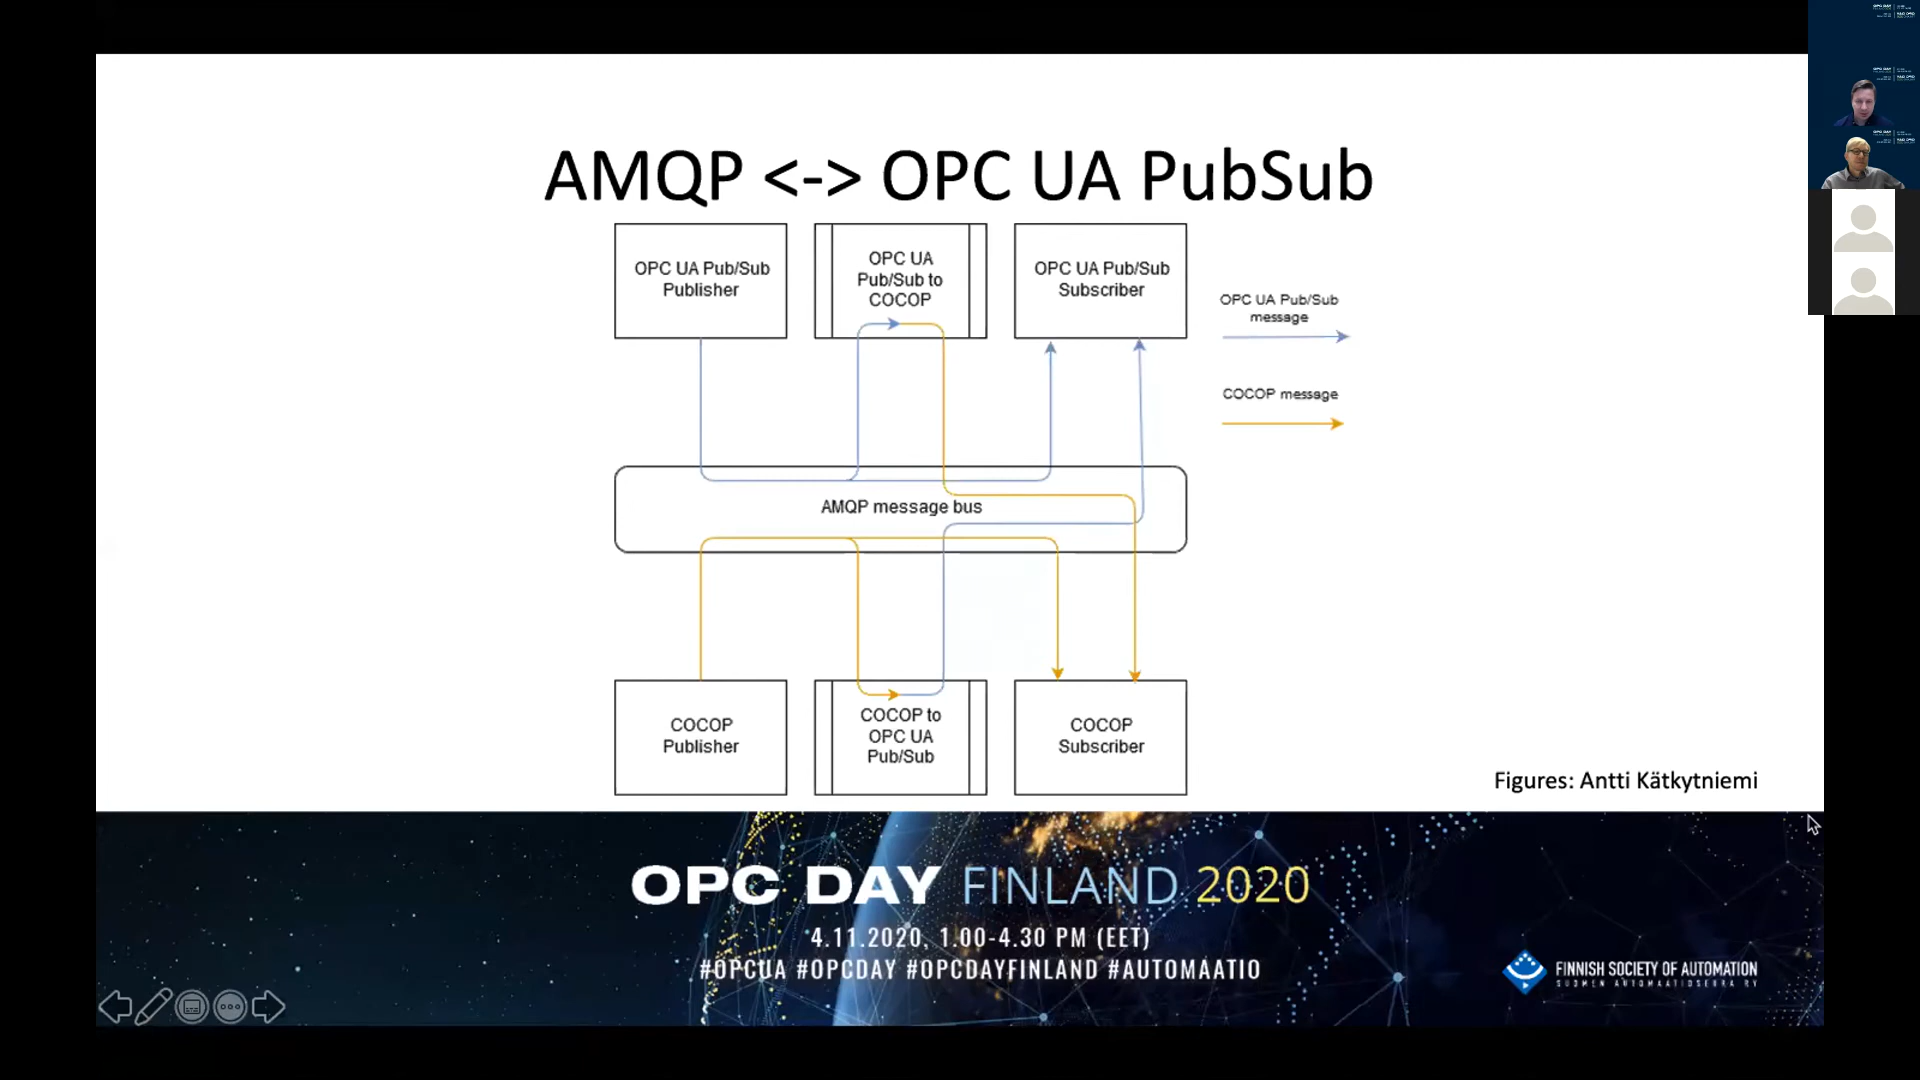 AMQP <-> OPC UA PubSub
OPC UA Pub/Sub
Publisher
OPC UA
Pub/Sub to
COCOP
OPC UA Pub/Sub
Subscriber
OPC UA Pub/Sub
message
COCOP message
AMQP message bus
COCOP
Publisher
COCOP to
OPC UA
Pub/Sub
COCOP
Subscriber
Figures: Antti Kätkytniemi
OPC DAY FINLAND 2020
4.11.2020, 1.00-4.30 PM (EET)
#OPCUA #OPCDAY #OPCDAYFINLAND #AUTOMAATIO
FINNISH SOCIETY OF AUTOMATION
SUOMEN AUTOMAATIOSEURA RY